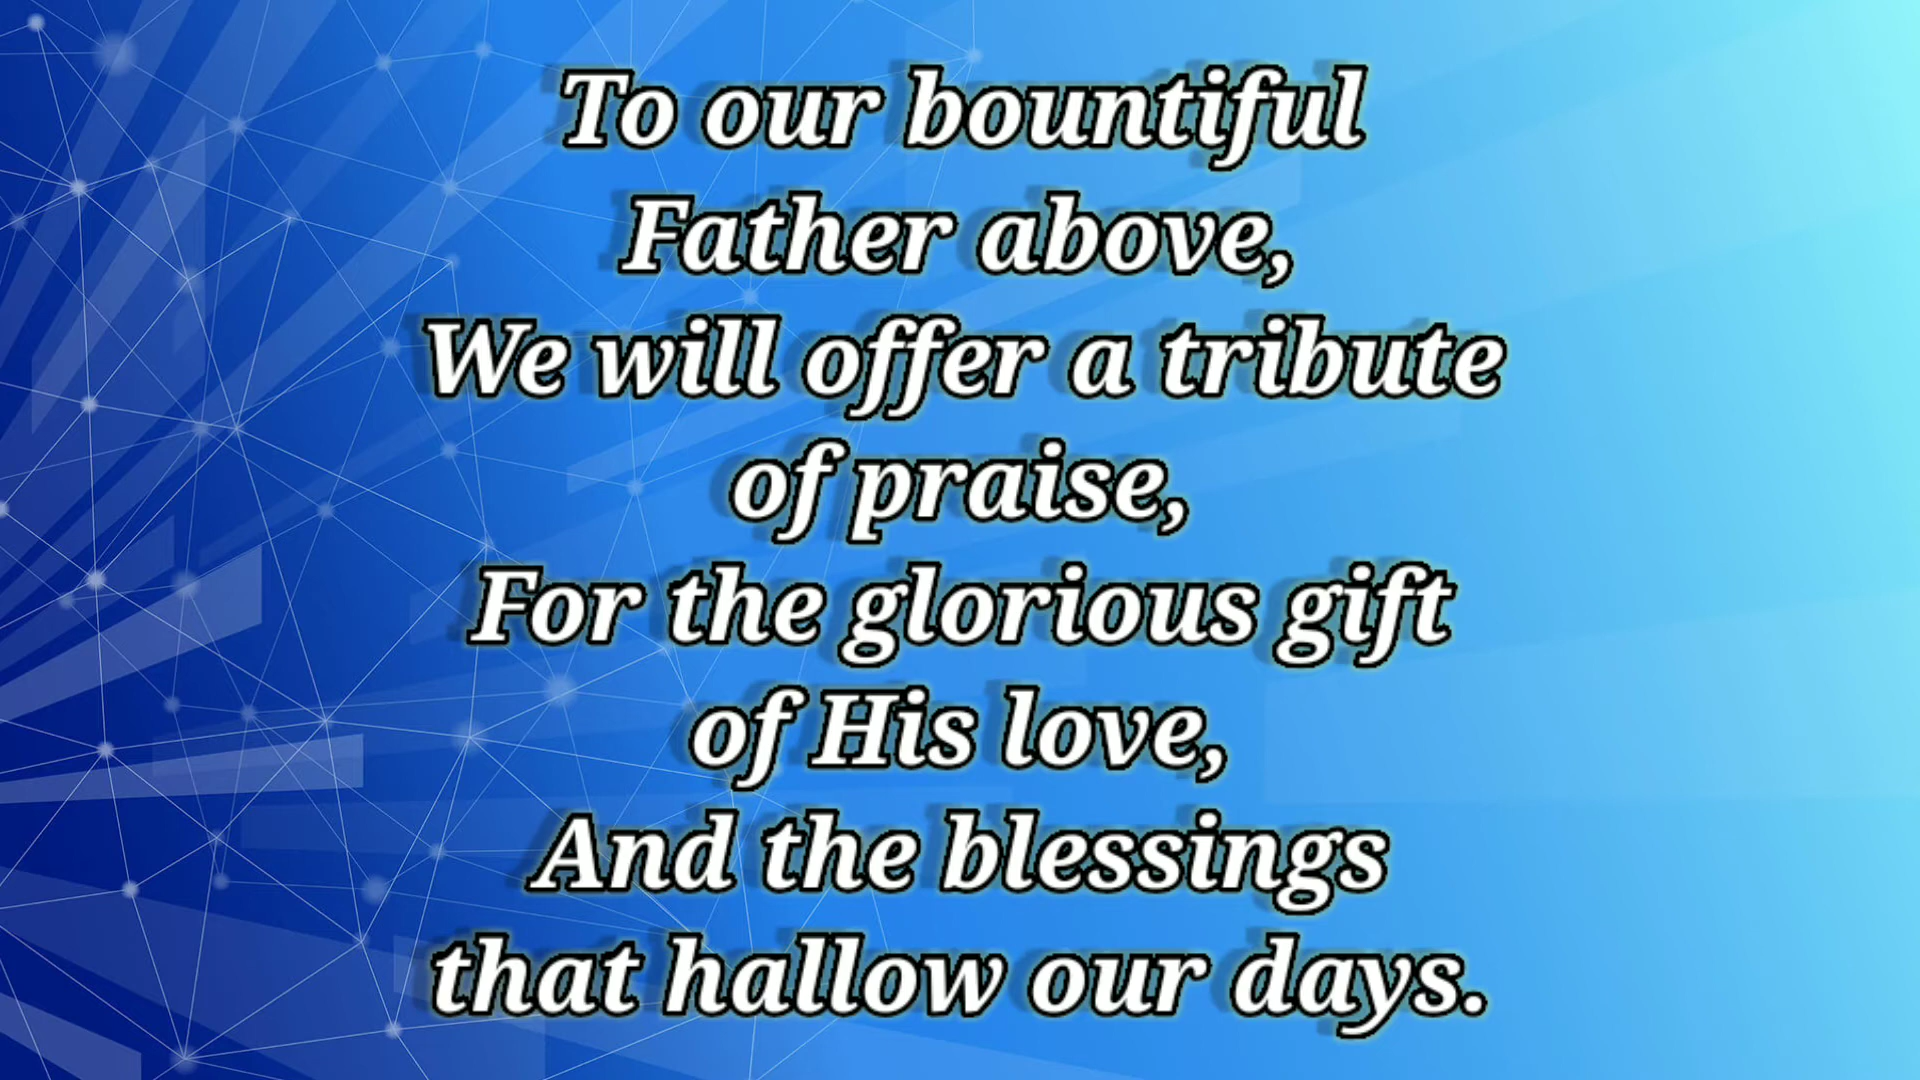 To our bountiful
Father above,
We will offer a tribute
of praise,
For the glorious gift
of His love,
And the blessings
that hallow our days.